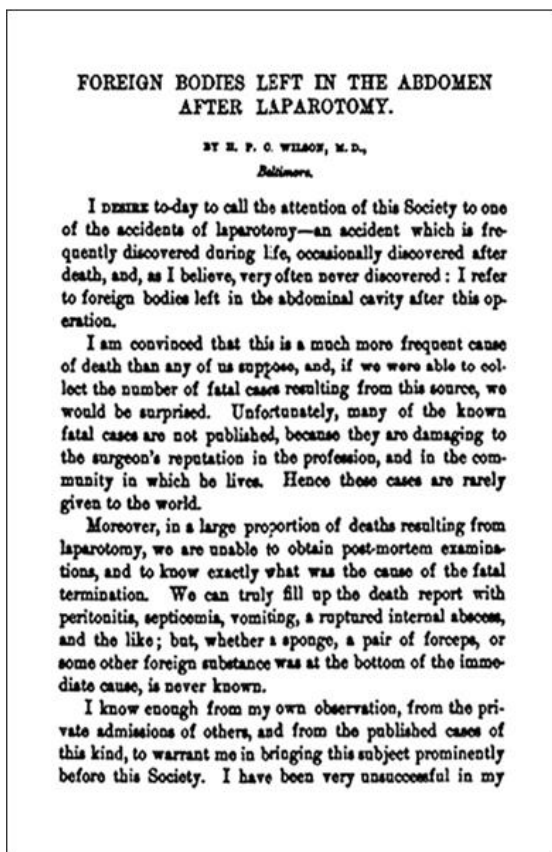 FOREIGN BODIES LEFT IN THE ABDOMEN
AFTER LAPAROTOMY.
BY H. P. C. WILSON, M. D.,
Baltimore.
I DESIRE to-day to call the attention of this Society to one
of the accidents of laparotomy—an accident which is fre-
quently discovered during life, occasionally discovered after
death, and, as I believe, very often never discovered: I refer
to foreign bodies left in the abdominal cavity after this op-
eration.
I am convinced that this is a much more frequent cause
of death than any of us suppose, and, if we were able to col-
lect the number of fatal cases resulting from this source, we
would be surprised. Unfortunately, many of the known
fatal cases are not published, because they are damaging to
the surgeon's reputation in the profession, and in the com-
munity in which he lives. Hence these cases are rarely
given to the world.
Moreover, in a large proportion of deaths resulting from
laparotomy, we are unable to obtain post-mortem examina-
tions, and to know exactly what was the cause of the fatal
termination. We can truly fill up the death report with
peritonitis, septicemia, vomiting, a ruptured internal abscess,
and the like; but, whether a sponge, a pair of forceps, or
some other foreign substance was at the bottom of the imme-
diate cause, is never known.
I know enough from my own observation, from the pri-
vate admissions of others, and from the published cases of
this kind, to warrant me in bringing this subject prominently
before this Society. I have been very unsuccessful in my